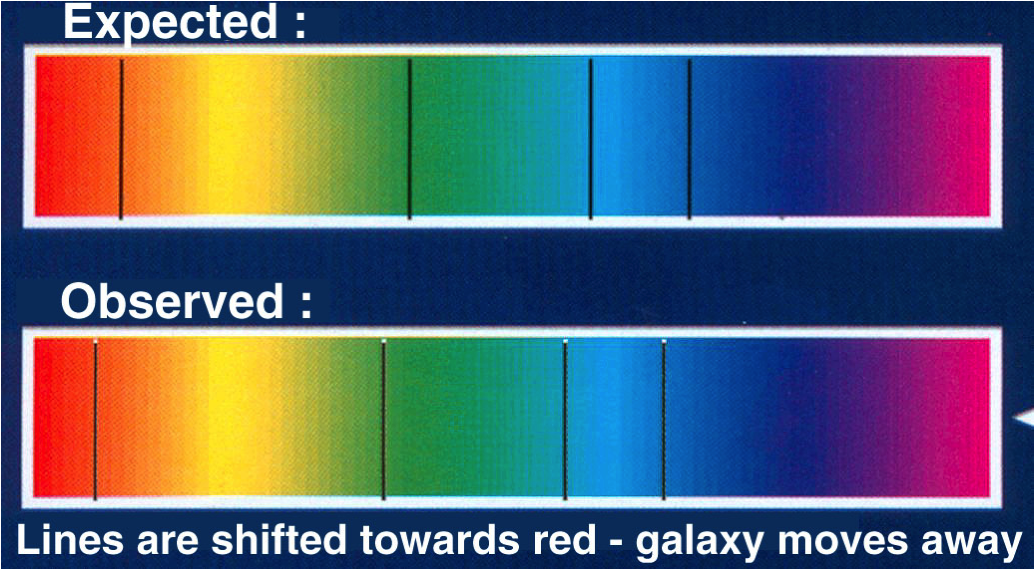 Expected :
Observed :
Lines are shifted towards red - galaxy moves away